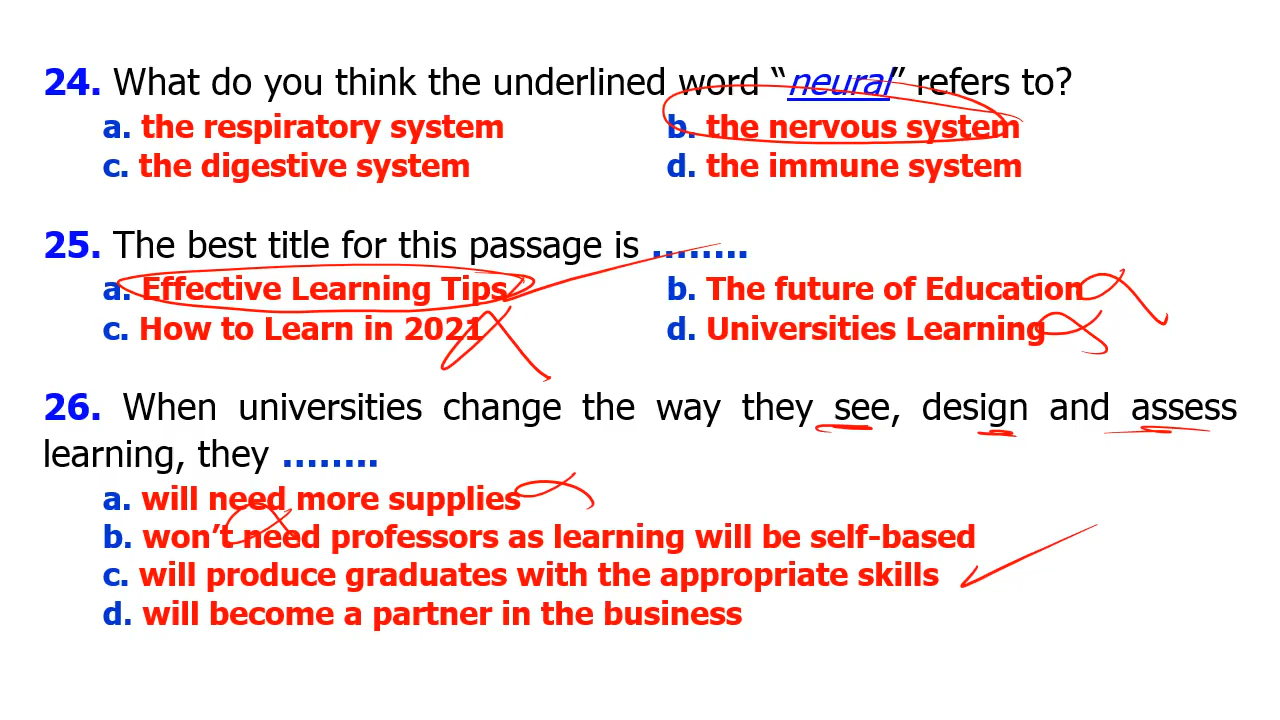 24. What do you think the underlined word “neural” refers to?
a. the respiratory system b. the nervous system
c. the digestive system d. the immune system
25. The best title for this passage is ........
a. Effective Learning Tips b. The future of Education
c. How to Learn in 2021 d. Universities Learning
26. When universities change the way they see, design and assess
learning, they ........
a. will need more supplies
b. won’t need professors as learning will be self-based
c. will produce graduates with the appropriate skills
d. will become a partner in the business